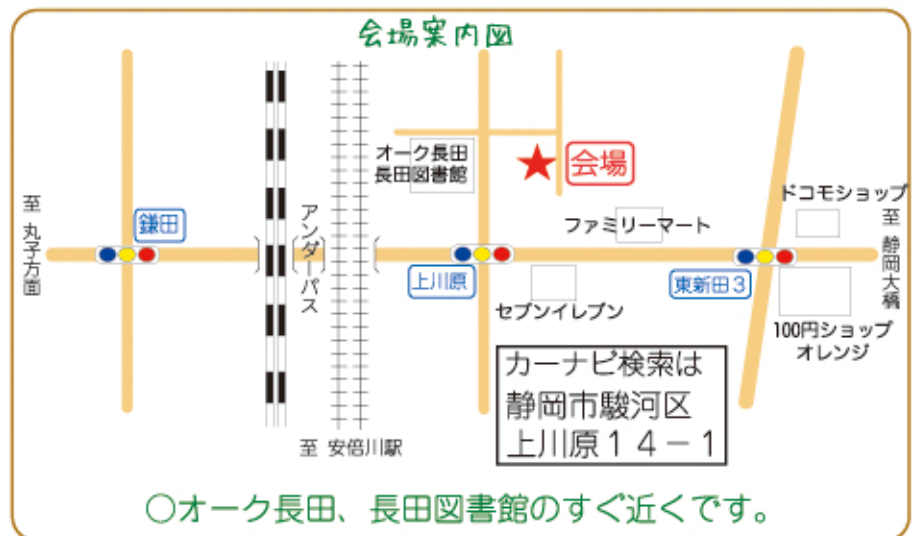 会場案内図
オーク長田
長田図書館
会場
ドコモショップ
至 丸子方面
鎌田
アンダーパス
ファミリーマート
至 静岡大橋
上川原
東新田3
セブンイレブン
100円ショップ
オレンジ
カーナビ検索は
静岡市駿河区
上川原14-1
至 安倍川駅
○オーク長田、長田図書館のすぐ近くです。